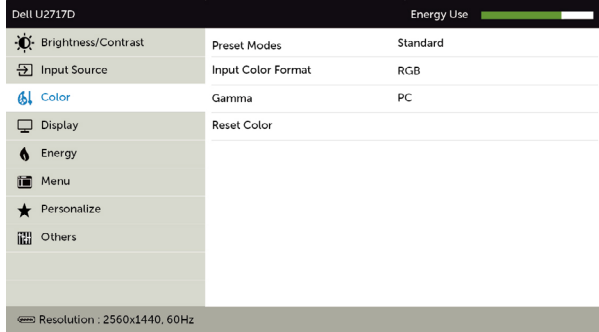 Dell U2717D Energy Use
Brightness/Contrast
Input Source
Color
Display
Energy
Menu
Personalize
Others
Preset Modes Standard
Input Color Format RGB
Gamma PC
Reset Color
Resolution : 2560x1440, 60Hz